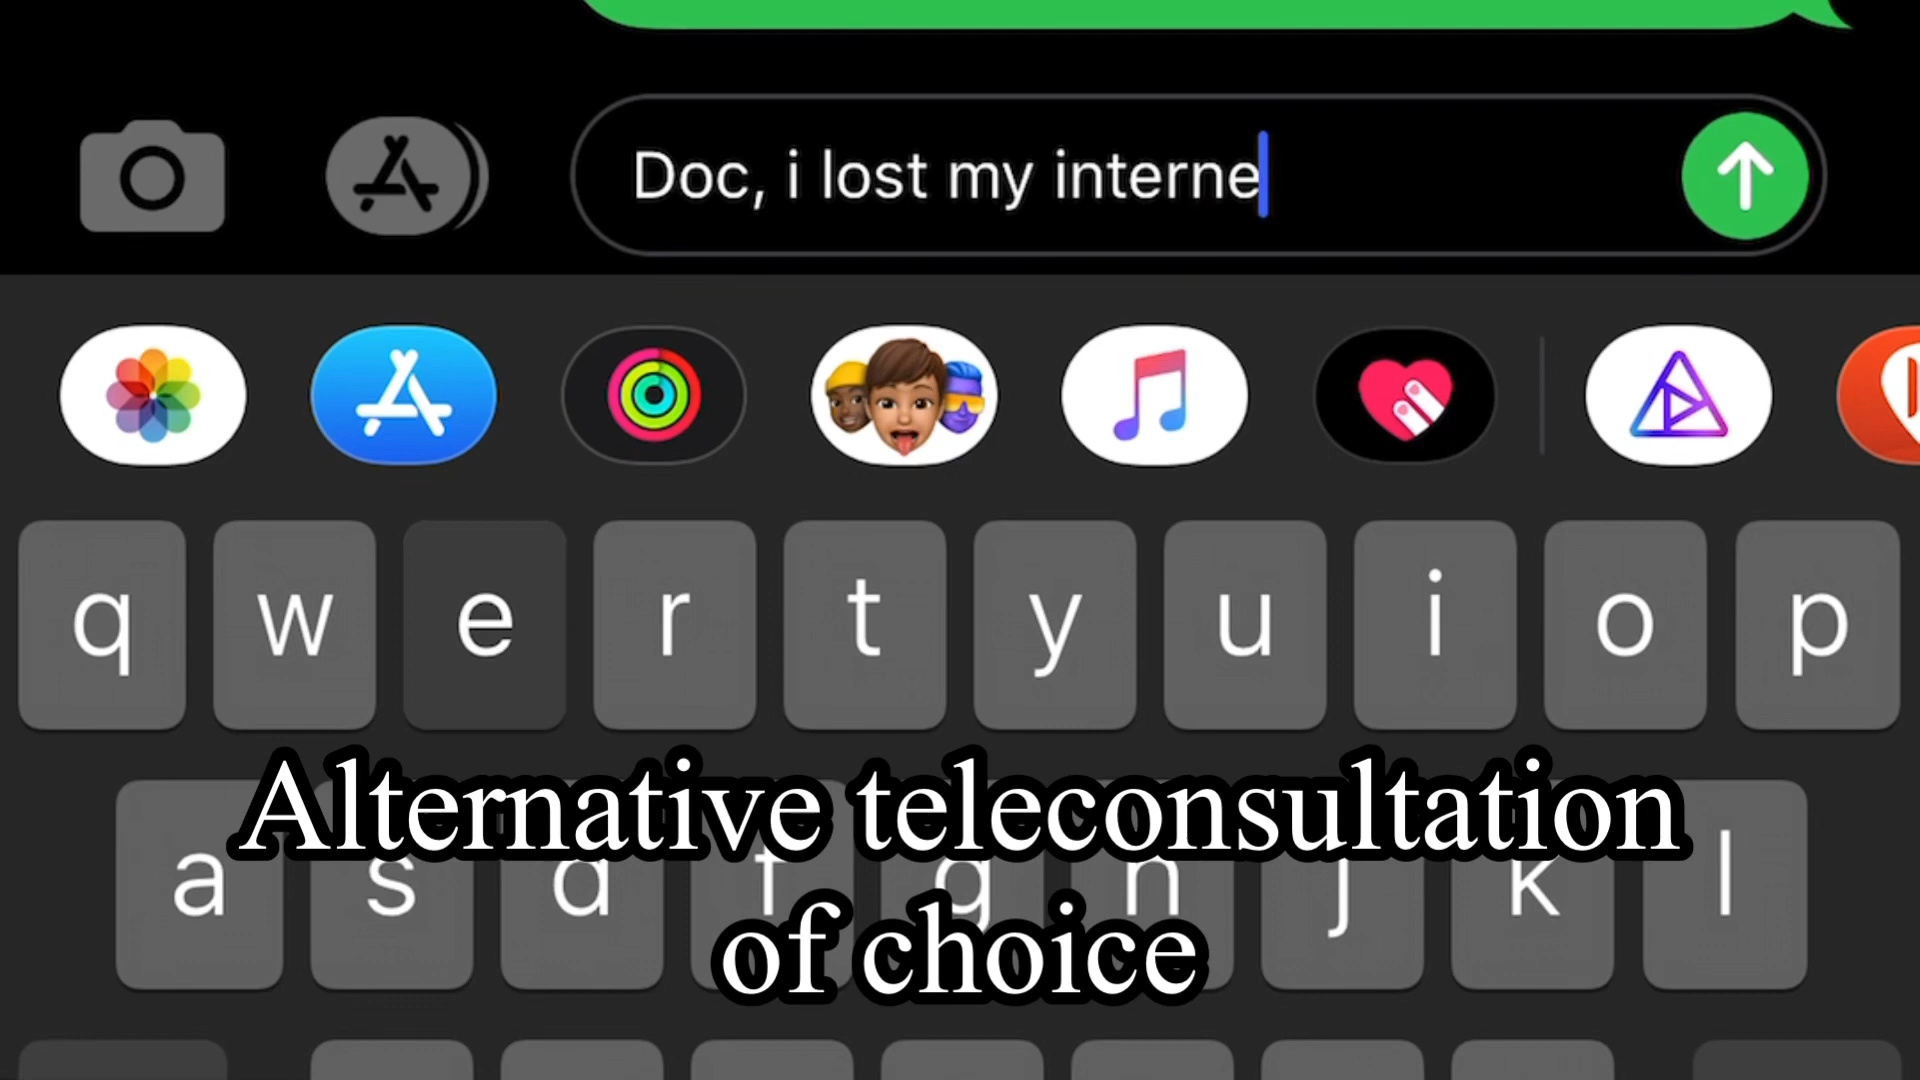 Doc, i lost my interne
q w e r t y u i o p
Alternative teleconsultation
a s d f g h j k l
of choice